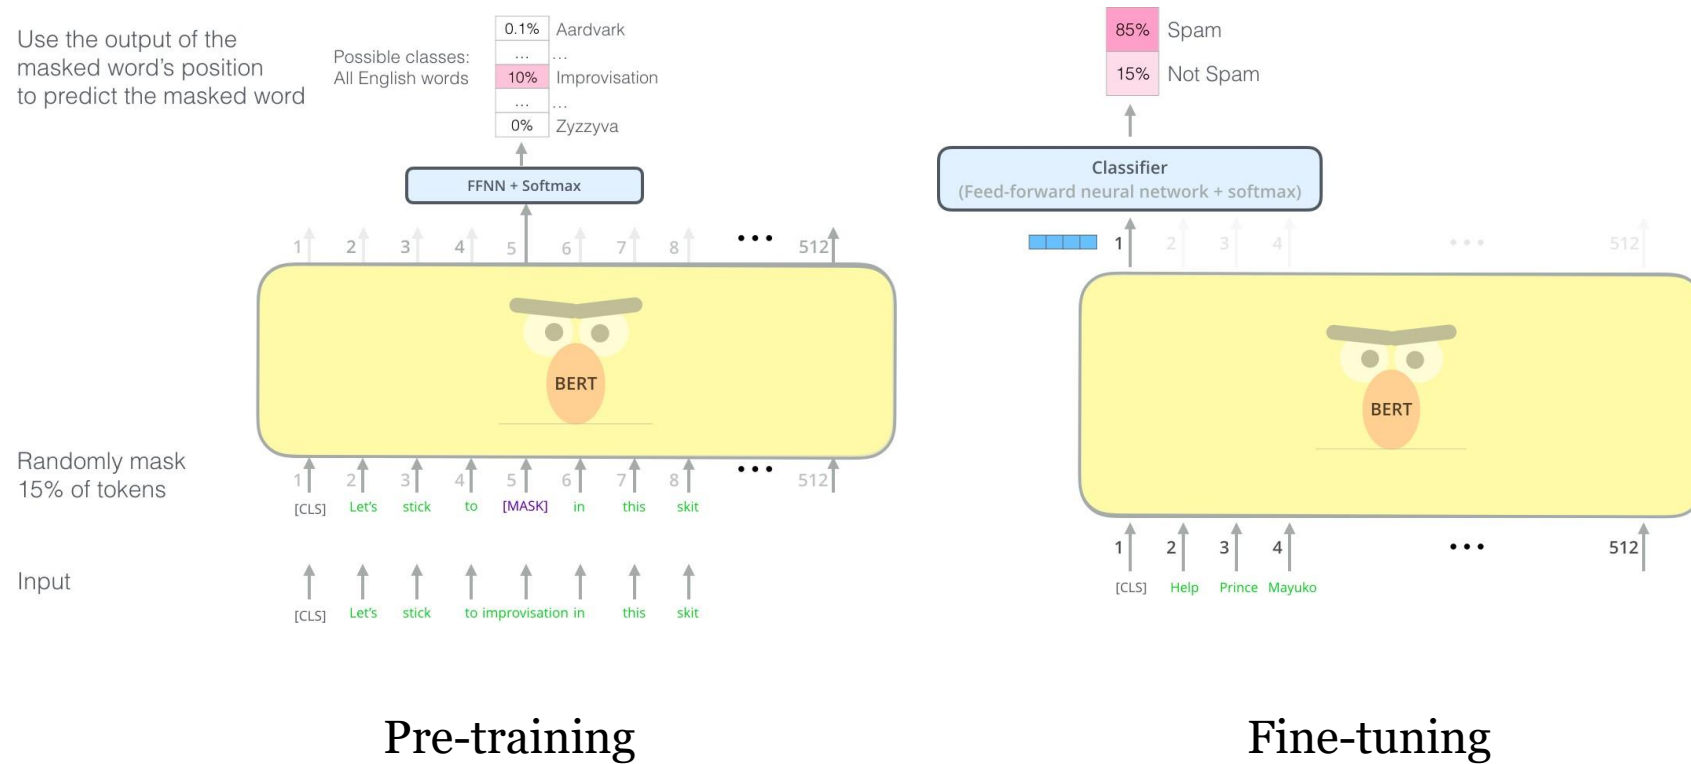 Use the output of the
masked word's position
to predict the masked word
Possible classes:
All English words
0.1% Aardvark
... ...
10% Improvisation
... ...
0% Zyzzyva
FFNN + Softmax
1 2 3 4 5 6 7 8 ... 512
BERT
Randomly mask
15% of tokens
1 2 3 4 5 6 7 8 ... 512
[CLS] Let's stick to [MASK] in this skit
Input
[CLS] Let's stick to improvisation in this skit
Pre-training
85% Spam
15% Not Spam
Classifier
(Feed-forward neural network + softmax)
1 2 3 4 ... 512
BERT
1 2 3 4 ... 512
[CLS] Help Prince Mayuko
Fine-tuning